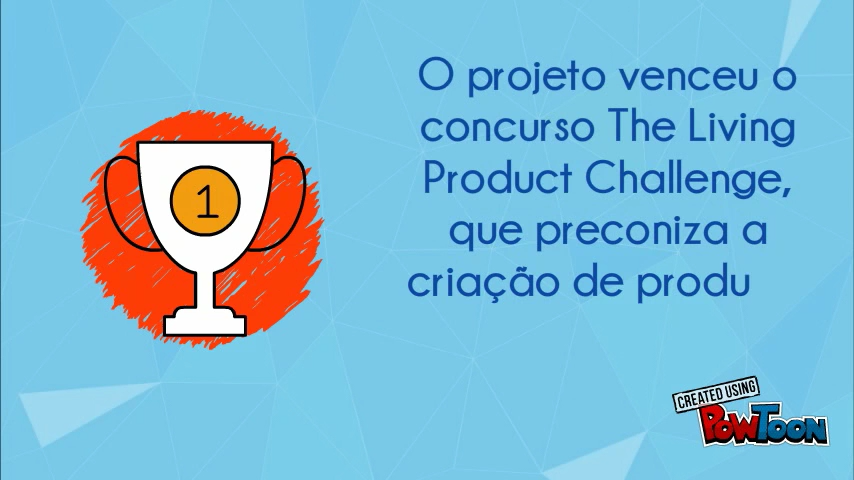 O projeto venceu o
concurso The Living
Product Challenge,
que preconiza a
criação de produ
1
CREATED USING
POWTOON